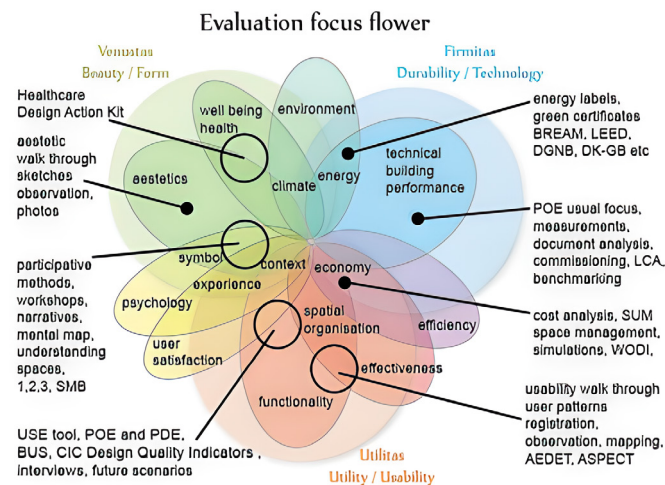 Evaluation focus flower
Venustas
Beauty / Form
Firmitas
Durability / Technology
Healthcare
Design Action Kit
aestetic
walk through
sketches
observation,
photos
participative
methods,
workshops,
narratives,
mental map,
understanding
spaces,
1,2,3, SMB
USE tool, POE and PDE,
BUS, CIC Design Quality Indicators ,
interviews, future scenarios
well being
health
environment
aestetics
climate
energy
technical
building
performance
symbol
context
experience
psychology
user
satisfaction
economy
spatial
organisation
efficiency
effectiveness
functionality
energy labels,
green certificates
BREAM, LEED,
DGNB, DK-GB etc
POE usual focus,
measurements,
document analysis,
commissioning, LCA,
benchmarking
cost analysis, SUM
space management,
simulations, WODI,
usability walk through
user patterns
registration,
observation, mapping,
AEDET, ASPECT
Utilitas
Utility / Usability